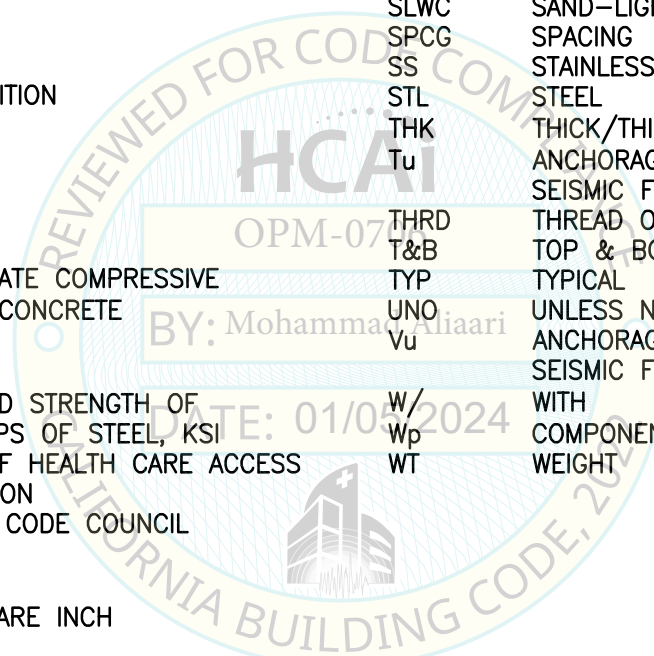 SLWC SAND-LIG
SPCG SPACING
SS STAINLESS
ITION STL STEEL
THK THICK/THI
Tu ANCHORAG
SEISMIC F
THRD THREAD O
T&B TOP & BO
ATE COMPRESSIVE TYP TYPICAL
CONCRETE UNO UNLESS N
Vu ANCHORAG
SEISMIC F
D STRENGTH OF W/ WITH
PS OF STEEL, KSI Wp COMPONEN
F HEALTH CARE ACCESS WT WEIGHT
ON
CODE COUNCIL
ARE INCH
REVIEWED FOR CODE COMPLIANCE
HCAi
OPM-0706
BY: Mohammad Aliaari
DATE: 01/05/2024
CALIFORNIA BUILDING CODE, 2022